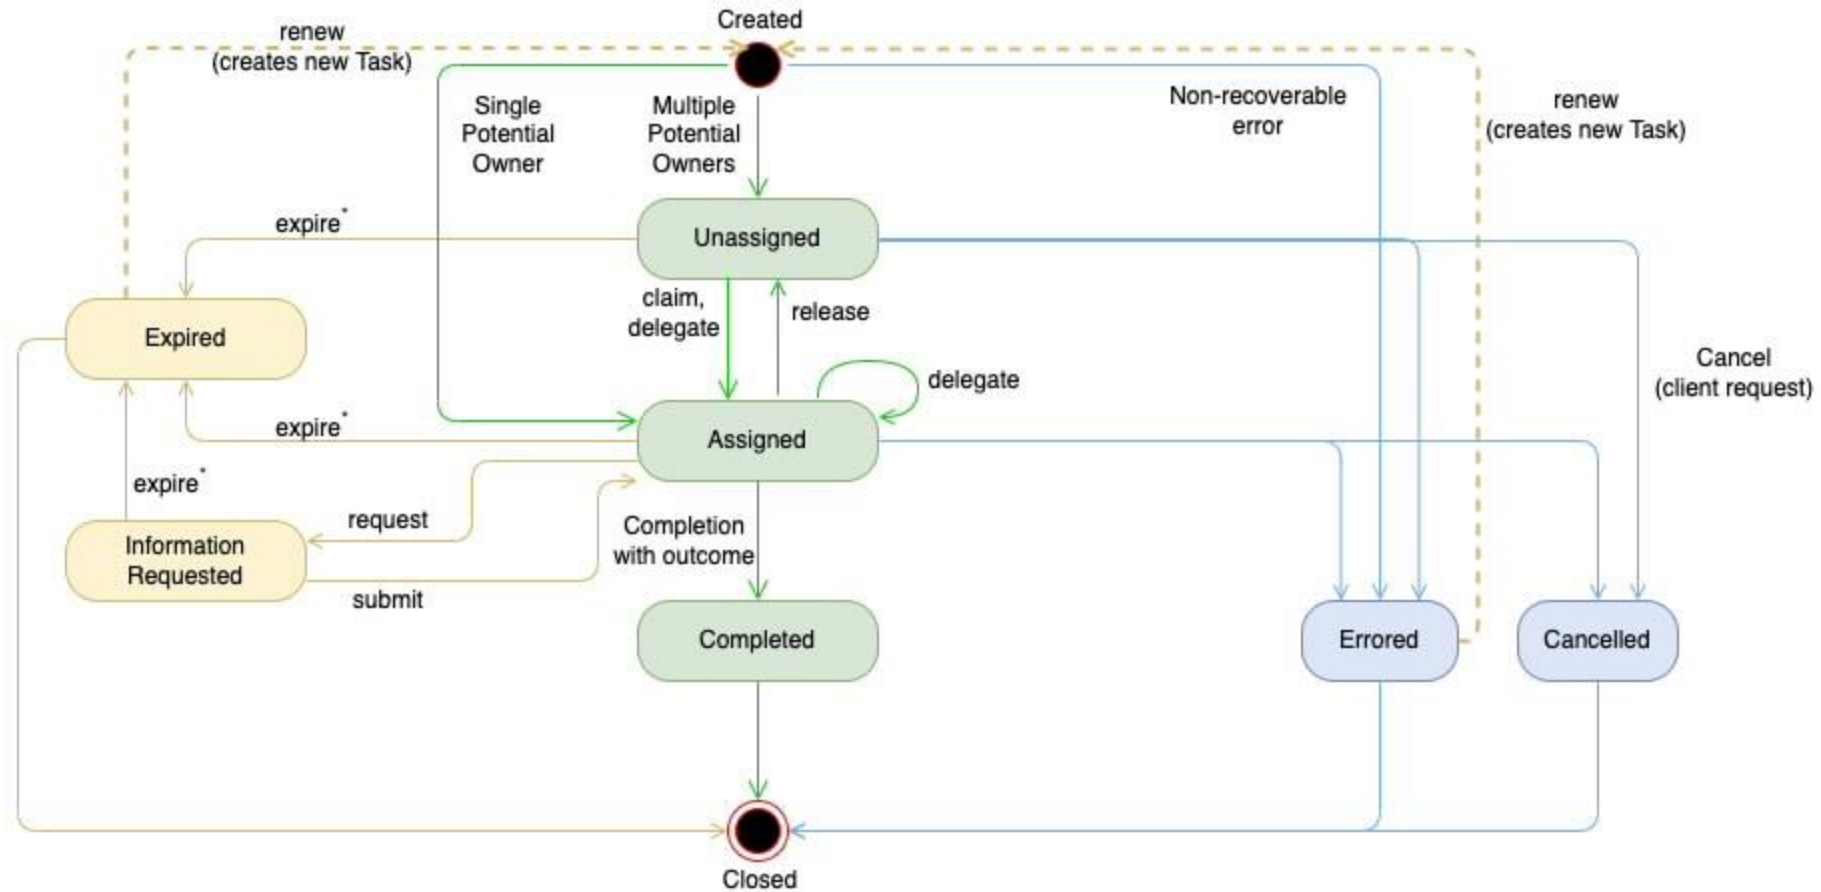 Created
renew
(creates new Task)
Single
Potential
Owner
Multiple
Potential
Owners
Non-recoverable
error
renew
(creates new Task)
expire*
Unassigned
claim,
delegate
release
Expired
delegate
Cancel
(client request)
expire*
Assigned
expire*
request
Completion
with outcome
Information
Requested
submit
Completed
Errored
Cancelled
Closed